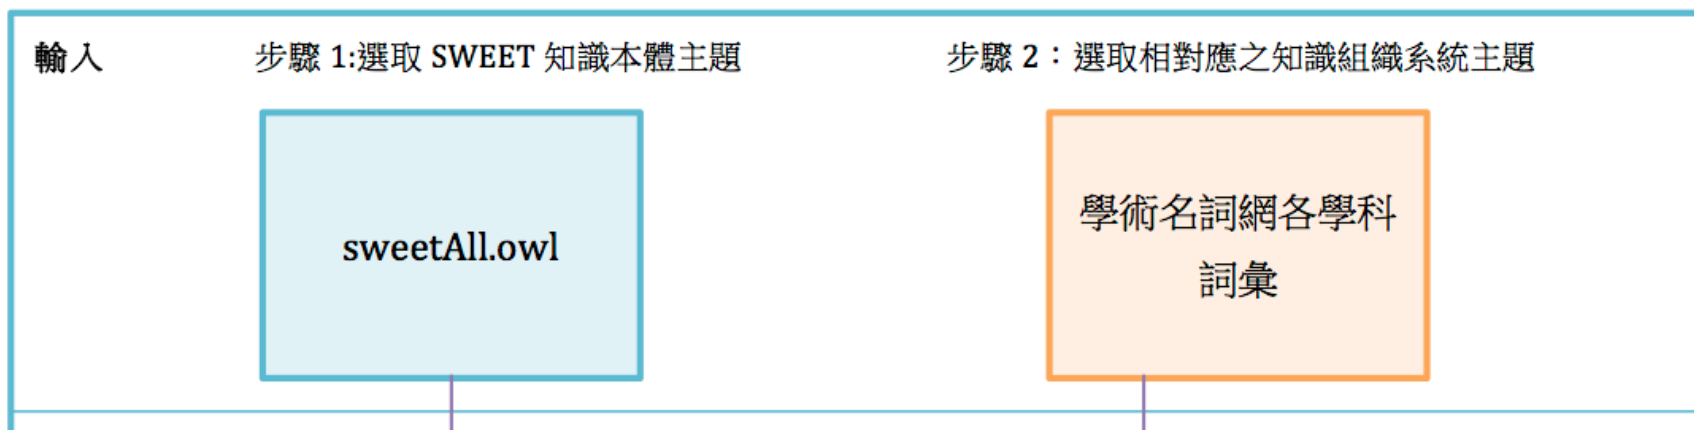 輸入
步驟 1:選取 SWEET 知識本體主題
步驟 2：選取相對應之知識組織系統主題
sweetAll.owl
學術名詞網各學科
詞彙